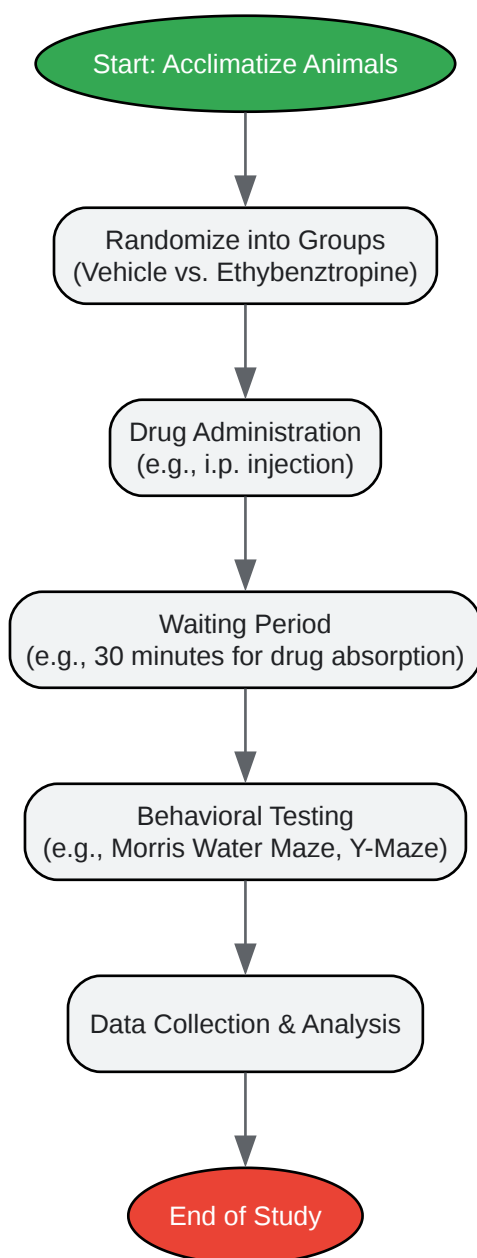 Start: Acclimatize Animals
Randomize into Groups
(Vehicle vs. Ethybenztropine)
Drug Administration
(e.g., i.p. injection)
Waiting Period
(e.g., 30 minutes for drug absorption)
Behavioral Testing
(e.g., Morris Water Maze, Y-Maze)
Data Collection & Analysis
End of Study